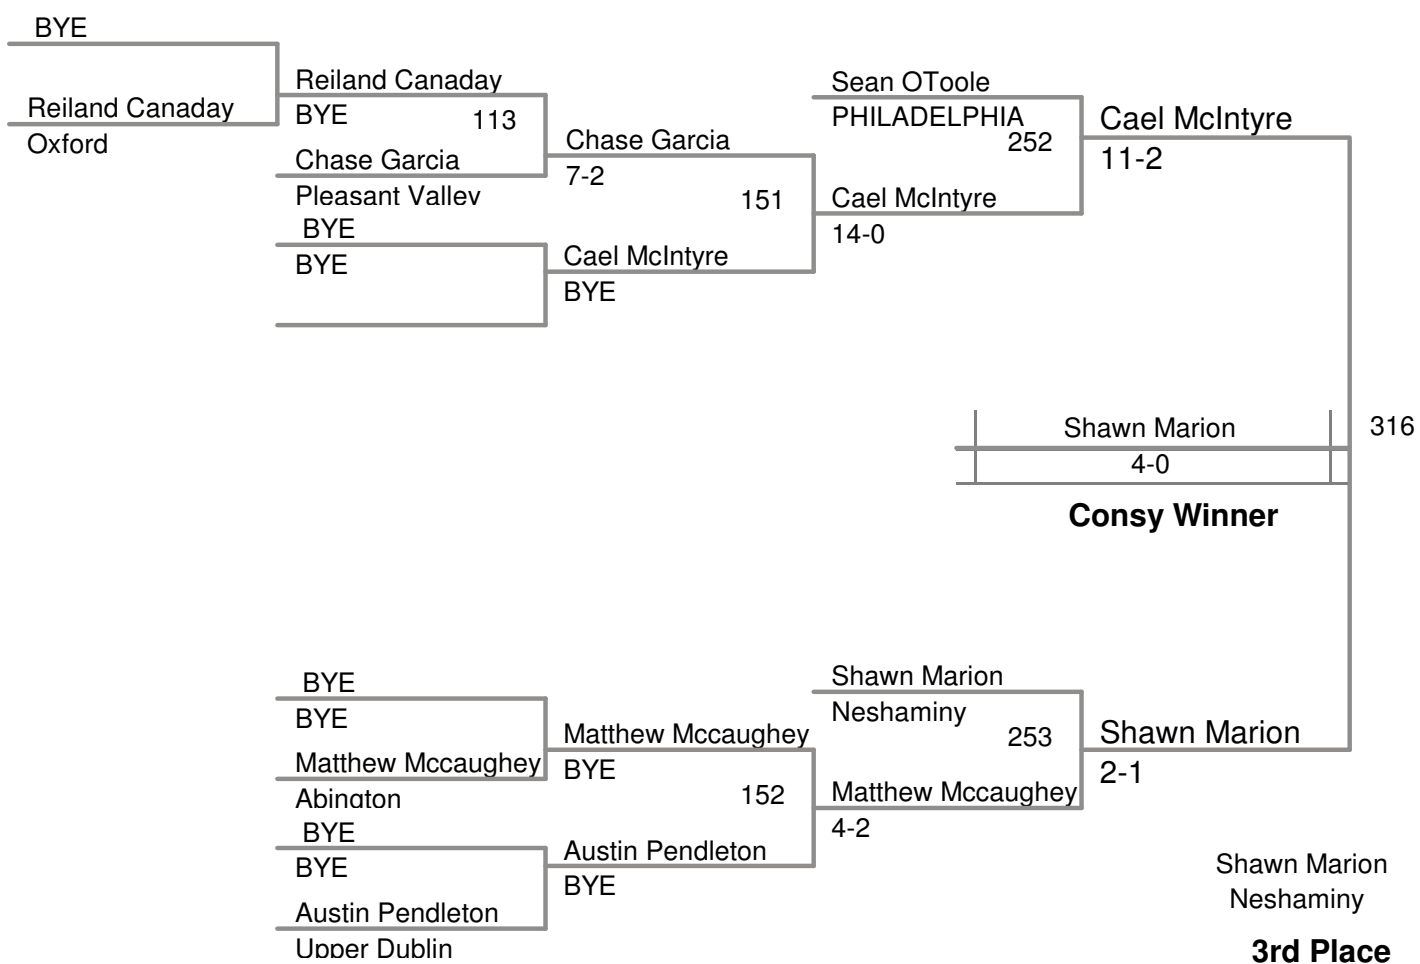 BYE
Reiland Canaday
Oxford
Reiland Canaday
BYE
113
Chase Garcia
Pleasant Valley
BYE
BYE
Chase Garcia
7-2
151
Cael McIntyre
BYE
Sean OToole
PHILADELPHIA
252
Cael McIntyre
14-0
Cael McIntyre
11-2
Shawn Marion
4-0
316
Consy Winner
BYE
BYE
Matthew Mccaughey
Abington
BYE
BYE
Austin Pendleton
Upper Dublin
Matthew Mccaughey
BYE
152
Austin Pendleton
BYE
Shawn Marion
Neshaminy
253
Matthew Mccaughey
4-2
Shawn Marion
2-1
Shawn Marion
Neshaminy
3rd Place